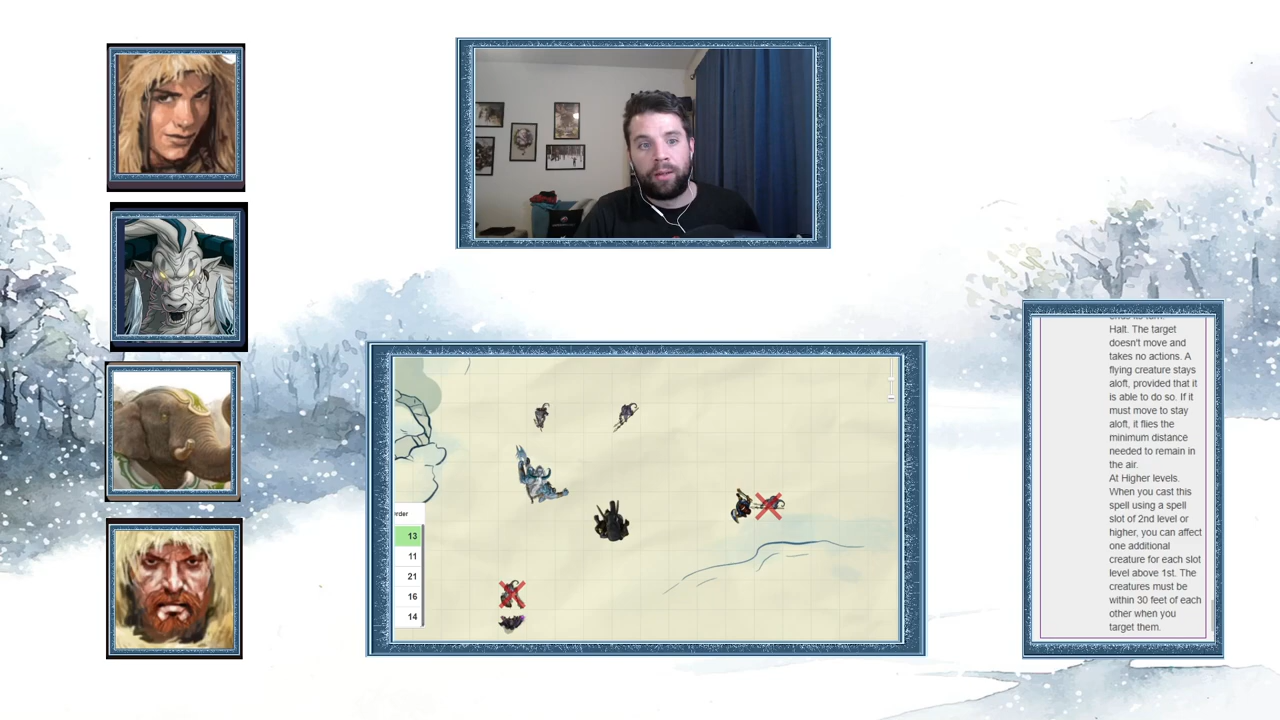 rder
13
11
21
16
14
Halt. The target
doesn't move and
takes no actions. A
flying creature stays
aloft, provided that it
is able to do so. If it
must move to stay
aloft, it flies the
minimum distance
needed to remain in
the air.
At Higher levels.
When you cast this
spell using a spell
slot of 2nd level or
higher, you can affect
one additional
creature for each slot
level above 1st. The
creatures must be
within 30 feet of each
other when you
target them.